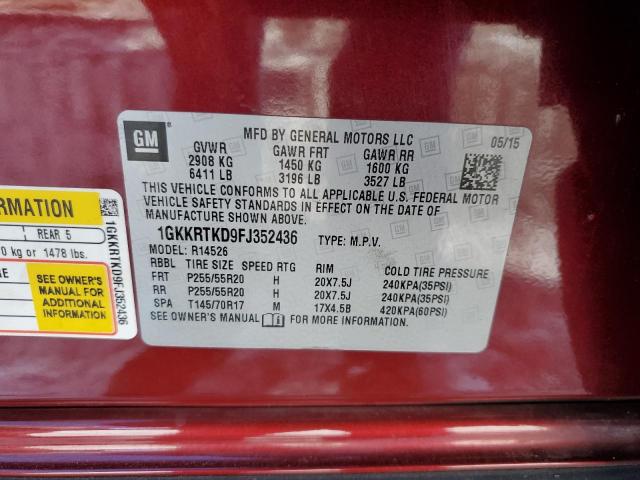 GM
MFD BY GENERAL MOTORS LLC
05/15
GVWR GAWR FRT GAWR RR
2908 KG 1450 KG 1600 KG
6411 LB 3196 LB 3527 LB
THIS VEHICLE CONFORMS TO ALL APPLICABLE U.S. FEDERAL MOTOR
VEHICLE SAFETY STANDARDS IN EFFECT ON THE DATE OF
MANUFACTURE SHOWN ABOVE.
1GKKRTKD9FJ352436 TYPE: M.P.V.
MODEL: R14526
RBBL TIRE SIZE SPEED RTG RIM COLD TIRE PRESSURE
FRT P255/55R20 H 20X7.5J 240KPA(35PSI)
RR P255/55R20 H 20X7.5J 240KPA(35PSI)
SPA T145/70R17 M 17X4.5B 420KPA(60PSI)
SEE OWNER'S MANUAL FOR MORE INFORMATION
ORMATION
REAR 5
0 kg or 1478 lbs.
SEE OWNER'S
MANUAL FOR
ADDITIONAL
INFORMATION
1GKKRTKD9FJ352436